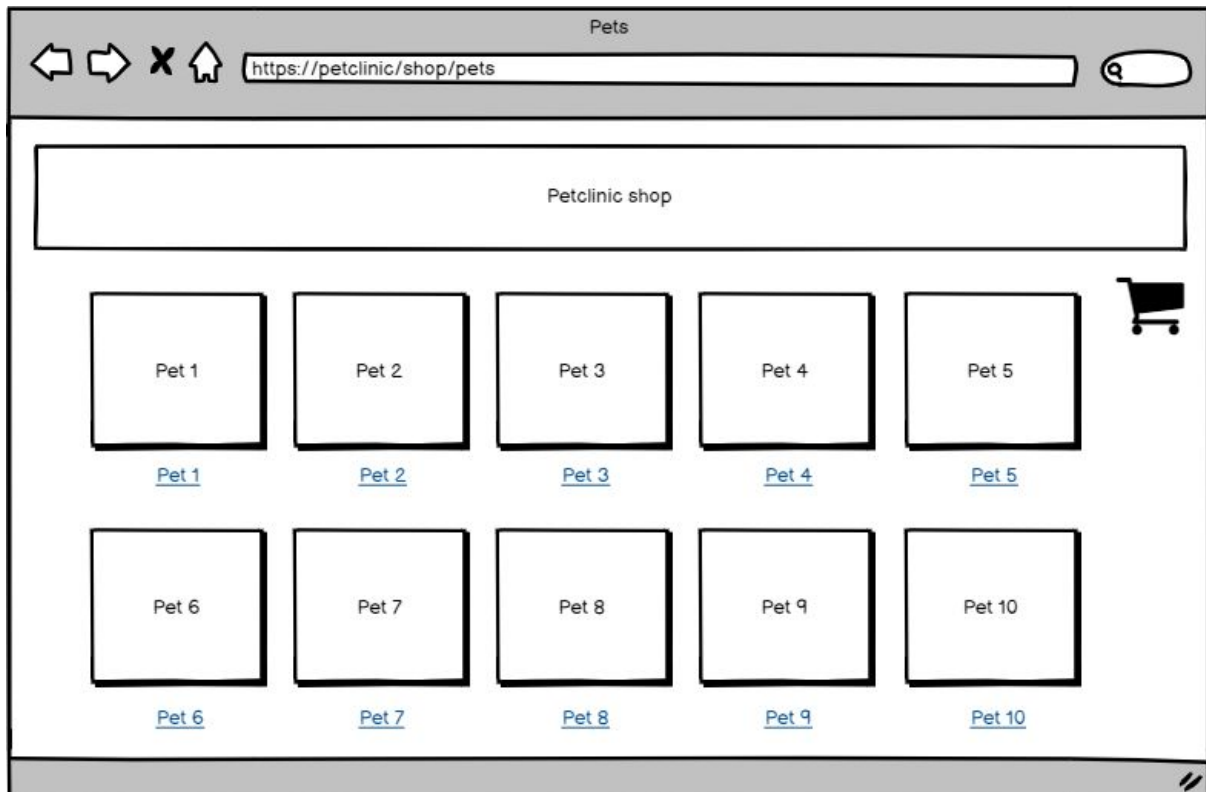 Pets
https://petclinic/shop/pets
Petclinic shop
Pet 1 Pet 2 Pet 3 Pet 4 Pet 5
Pet 1 Pet 2 Pet 3 Pet 4 Pet 5
Pet 6 Pet 7 Pet 8 Pet 9 Pet 10
Pet 6 Pet 7 Pet 8 Pet 9 Pet 10